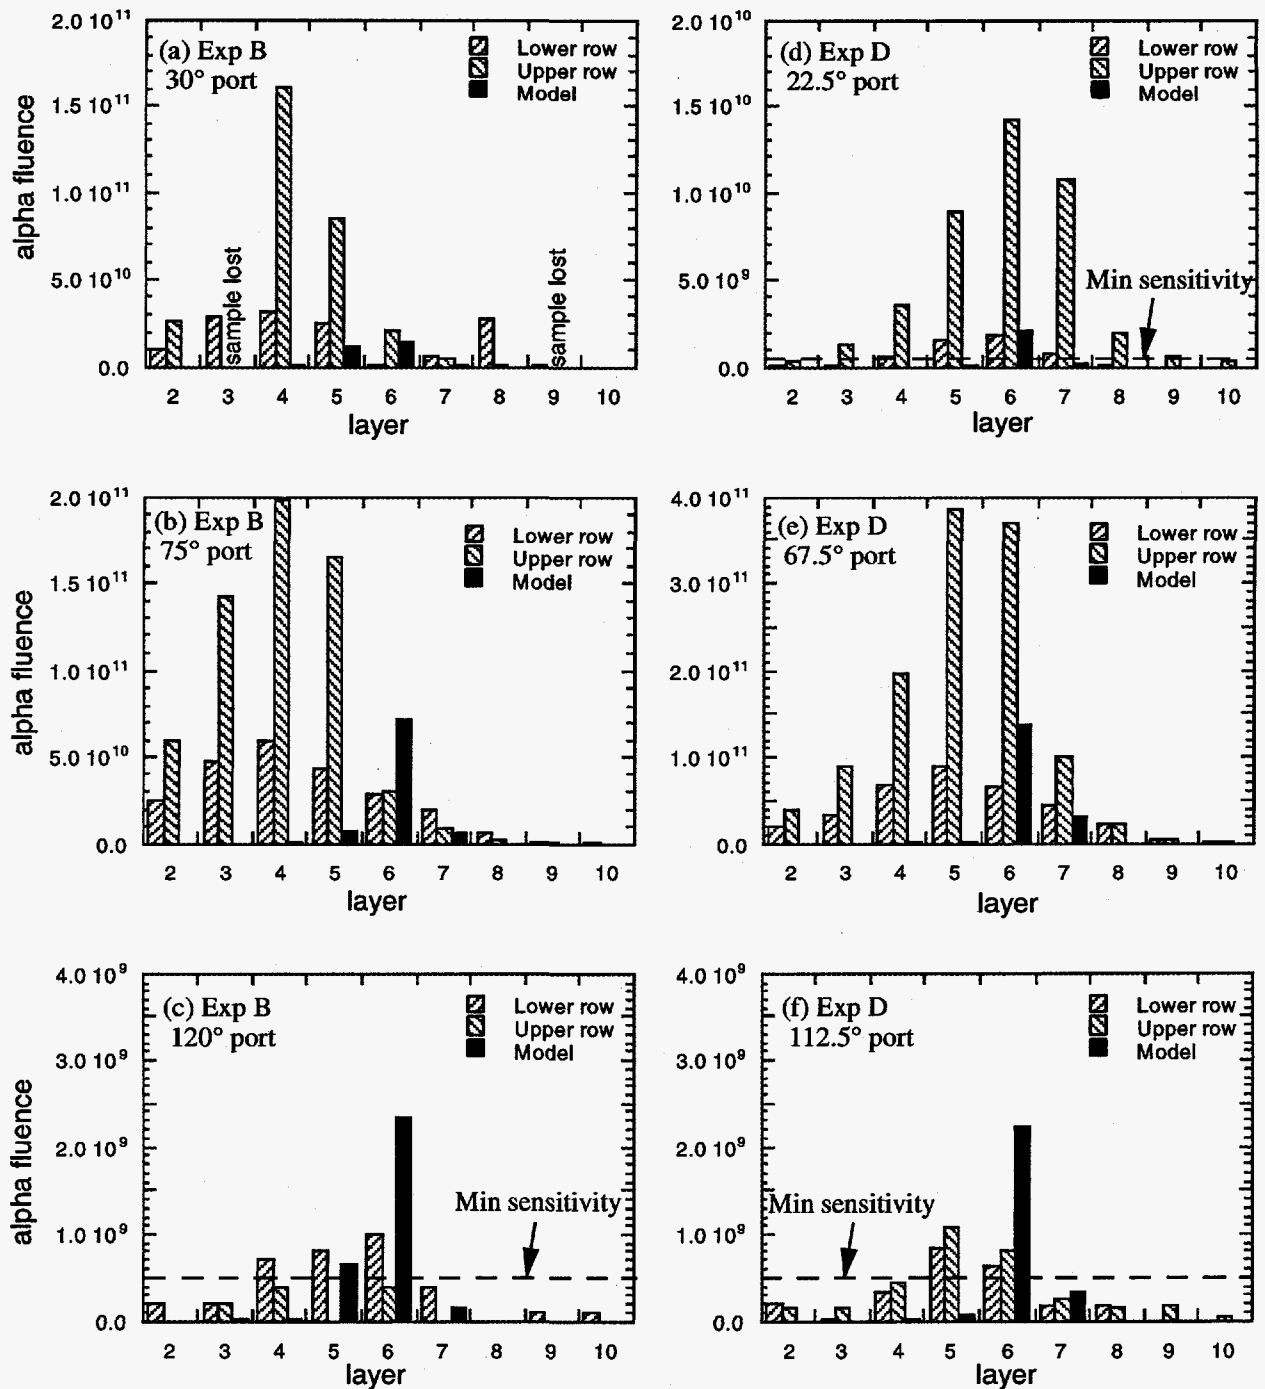 (a) Exp B
30° port
Lower row
Upper row
Model
2.0 10^11
1.5 10^11
1.0 10^11
5.0 10^10
0.0
alpha fluence
sample lost
sample lost
2 3 4 5 6 7 8 9 10
layer
(d) Exp D
22.5° port
Lower row
Upper row
Model
2.0 10^10
1.5 10^10
1.0 10^10
5.0 10^9
0.0
Min sensitivity
2 3 4 5 6 7 8 9 10
layer
(b) Exp B
75° port
Lower row
Upper row
Model
2.0 10^11
1.5 10^11
1.0 10^11
5.0 10^10
0.0
alpha fluence
2 3 4 5 6 7 8 9 10
layer
(e) Exp D
67.5° port
Lower row
Upper row
Model
4.0 10^11
3.0 10^11
2.0 10^11
1.0 10^11
0.0
2 3 4 5 6 7 8 9 10
layer
(c) Exp B
120° port
Lower row
Upper row
Model
4.0 10^9
3.0 10^9
2.0 10^9
1.0 10^9
0.0
alpha fluence
Min sensitivity
2 3 4 5 6 7 8 9 10
layer
(f) Exp D
112.5° port
Lower row
Upper row
Model
4.0 10^9
3.0 10^9
2.0 10^9
1.0 10^9
0.0
Min sensitivity
2 3 4 5 6 7 8 9 10
layer